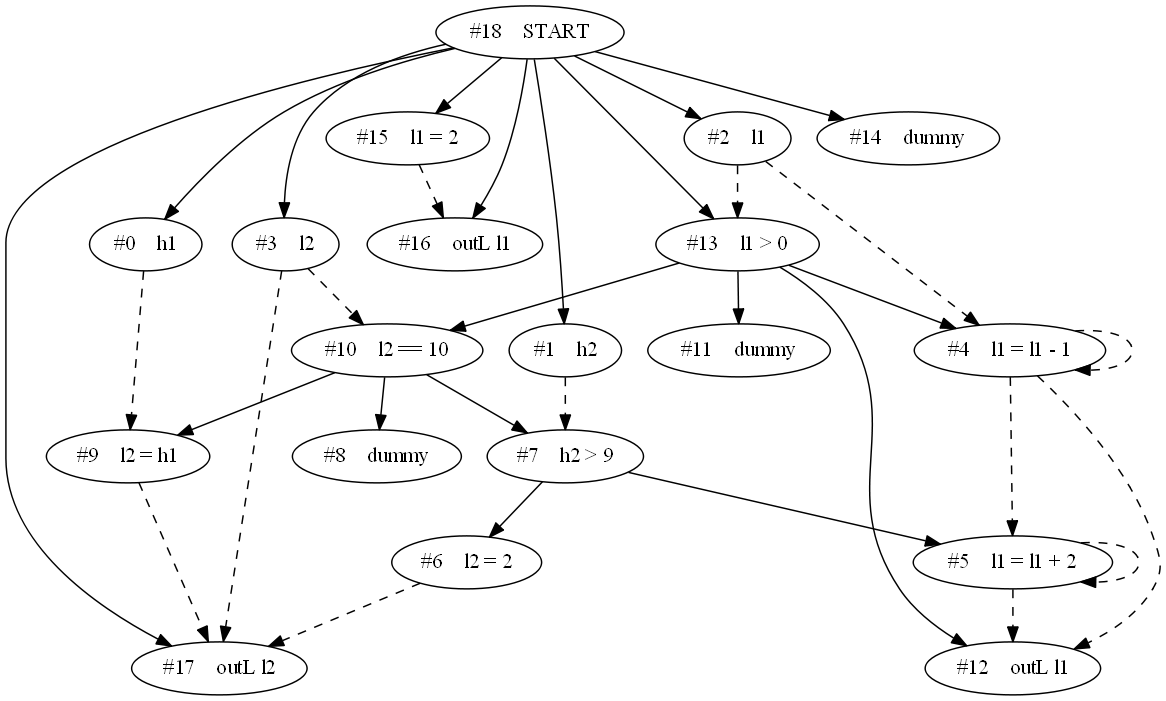 #18 START
#15 l1 = 2
#2 l1
#14 dummy
#0 h1
#3 l2
#16 outL l1
#13 l1 > 0
#10 l2 == 10
#1 h2
#11 dummy
#4 l1 = l1 - 1
#9 l2 = h1
#8 dummy
#7 h2 > 9
#6 l2 = 2
#5 l1 = l1 + 2
#17 outL l2
#12 outL l1